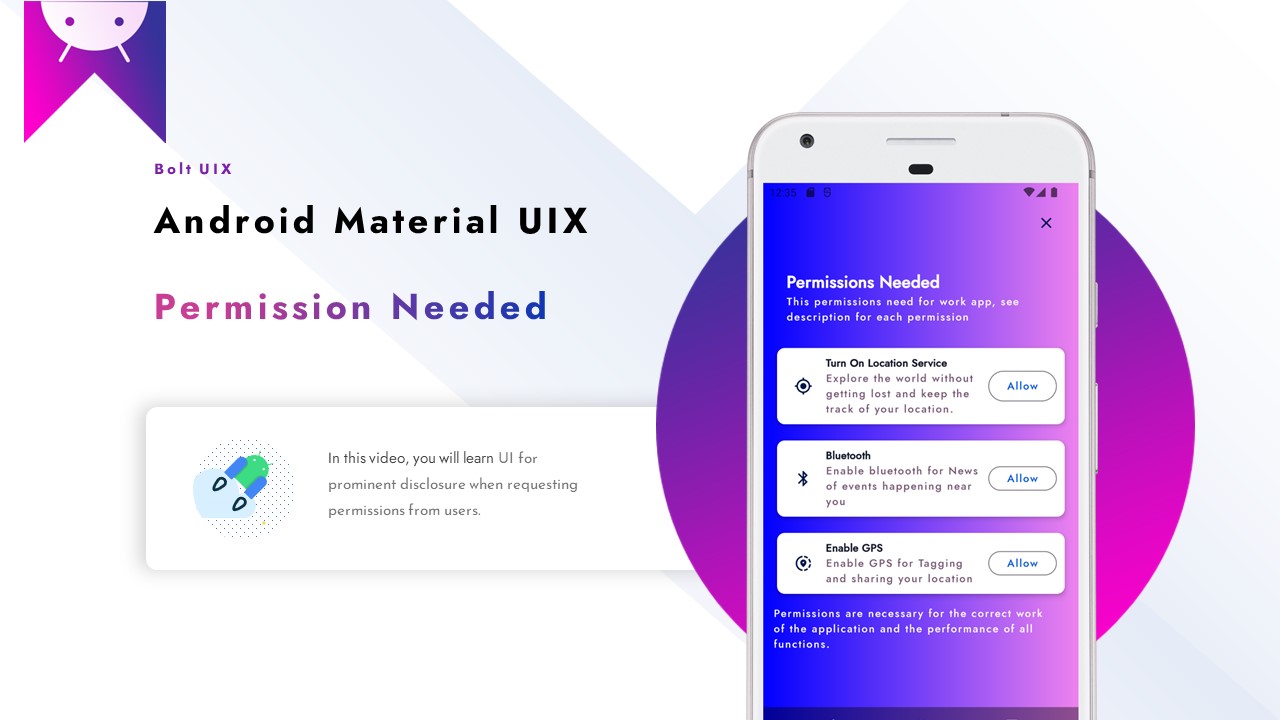 Bolt UIX
Android Material UIX
Permission Needed
In this video, you will learn UI for
prominent disclosure when requesting
permissions from users.
12:35
Permissions Needed
This permissions need for work app, see
description for each permission
Turn On Location Service
Explore the world without
getting lost and keep the
track of your location.
Allow
Bluetooth
Enable bluetooth for News
of events happening near
you
Allow
Enable GPS
Enable GPS for Tagging
and sharing your location
Allow
Permissions are necessary for the correct work
of the application and the performance of all
functions.